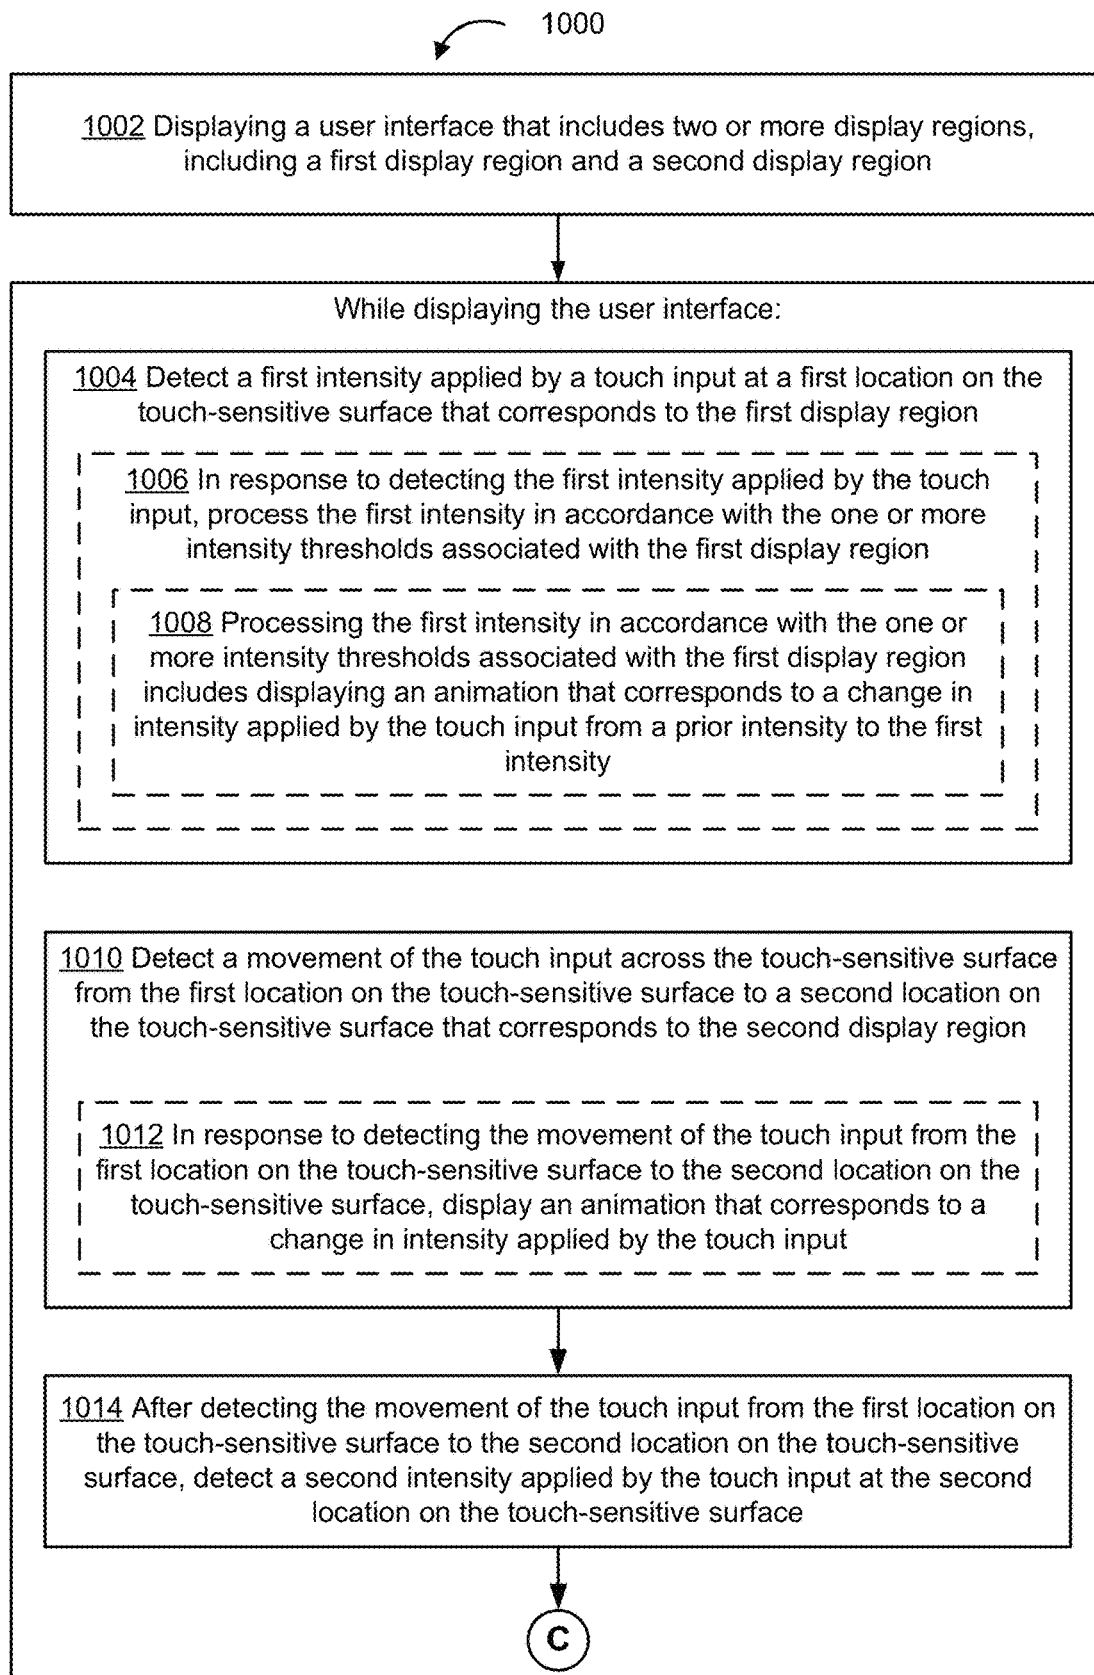 1000
1002 Displaying a user interface that includes two or more display regions,
including a first display region and a second display region
While displaying the user interface:
1004 Detect a first intensity applied by a touch input at a first location on the
touch-sensitive surface that corresponds to the first display region
1006 In response to detecting the first intensity applied by the touch
input, process the first intensity in accordance with the one or more
intensity thresholds associated with the first display region
1008 Processing the first intensity in accordance with the one or
more intensity thresholds associated with the first display region
includes displaying an animation that corresponds to a change in
intensity applied by the touch input from a prior intensity to the first
intensity
1010 Detect a movement of the touch input across the touch-sensitive surface
from the first location on the touch-sensitive surface to a second location on
the touch-sensitive surface that corresponds to the second display region
1012 In response to detecting the movement of the touch input from the
first location on the touch-sensitive surface to the second location on the
touch-sensitive surface, display an animation that corresponds to a
change in intensity applied by the touch input
1014 After detecting the movement of the touch input from the first location on
the touch-sensitive surface to the second location on the touch-sensitive
surface, detect a second intensity applied by the touch input at the second
location on the touch-sensitive surface
C